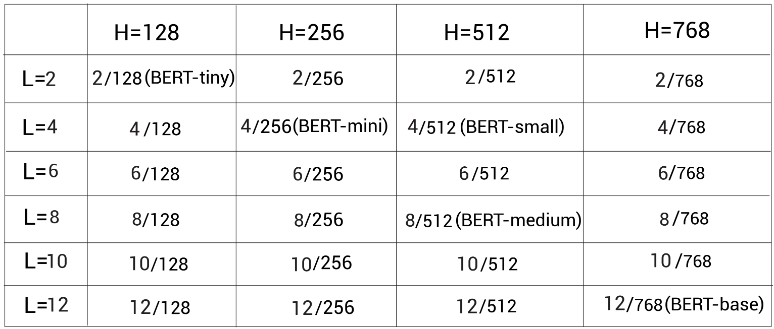 H=128 H=256 H=512 H=768
L=2 2/128(BERT-tiny) 2/256 2/512 2/768
L=4 4/128 4/256(BERT-mini) 4/512 (BERT-small) 4/768
L=6 6/128 6/256 6/512 6/768
L=8 8/128 8/256 8/512 (BERT-medium) 8/768
L=10 10/128 10/256 10/512 10/768
L=12 12/128 12/256 12/512 12/768(BERT-base)